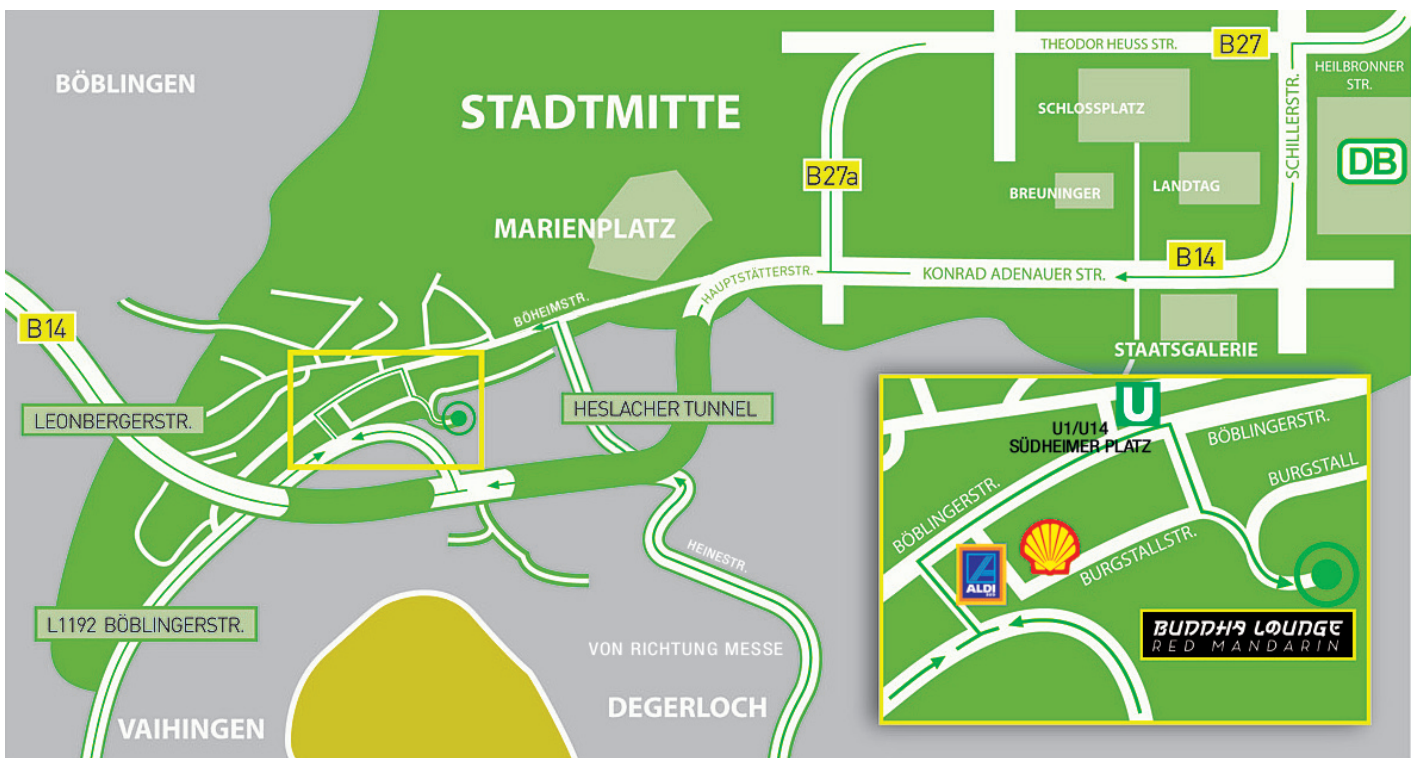 BÖBLINGEN
STADTMITTE
THEODOR HEUSS STR.
B27
HEILBRONNER
STR.
SCHLOSSPLATZ
SCHILLERSTR.
DB
B27a
BREUNINGER
LANDTAG
MARIENPLATZ
B14
HAUPTSTÄTTERSTR.
KONRAD ADENAUER STR.
BÖHEIMSTR.
B14
STAATSGALERIE
LEONBERGERSTR.
HESLACHER TUNNEL
U
U1/U14
SÜDHEIMER PLATZ
BÖBLINGERSTR.
BURGSTALL
BÖBLINGERSTR.
ALDI
SÜD
BURGSTALLSTR.
HEINESTR.
L1192 BÖBLINGERSTR.
BUDDHA LOUNGE
RED MANDARIN
VON RICHTUNG MESSE
DEGERLOCH
VAIHINGEN